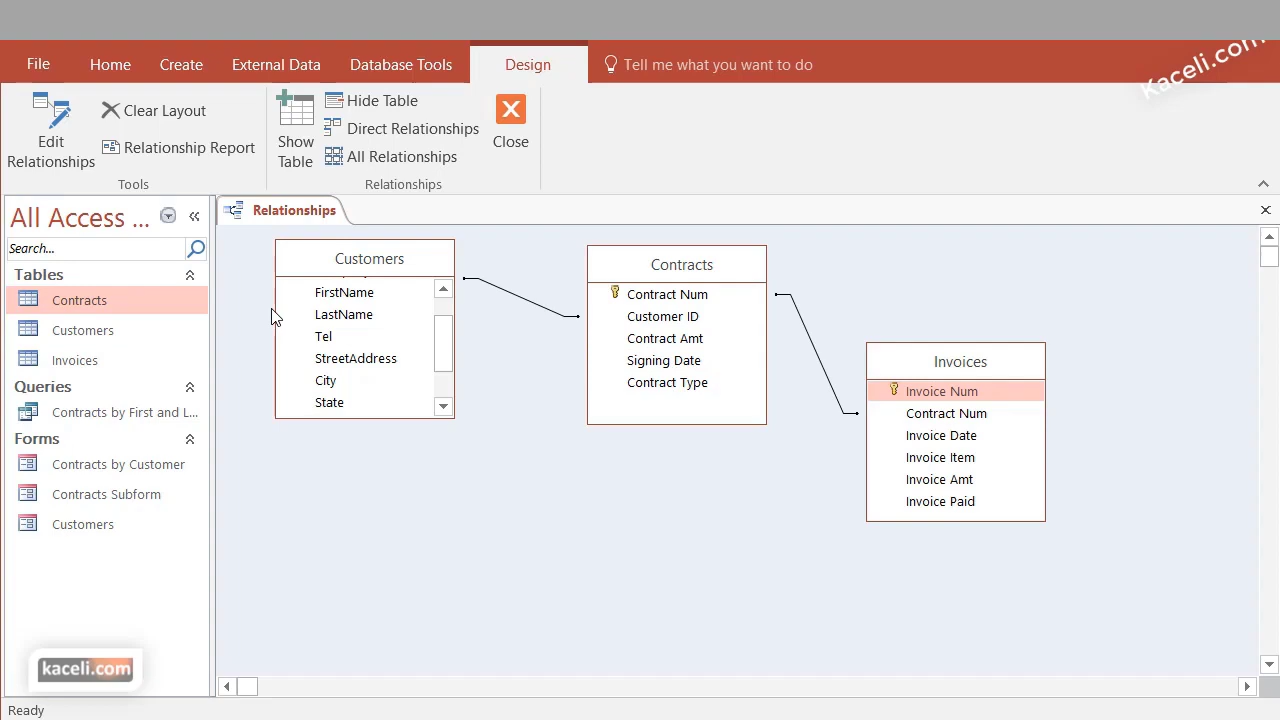 Kaceli.com
File
Home
Create
External Data
Database Tools
Design
Tell me what you want to do
Edit
Relationships
Clear Layout
Relationship Report
Tools
Show
Table
Hide Table
Direct Relationships
All Relationships
Relationships
Close
All Access ...
Search...
Tables
Contracts
Customers
Invoices
Queries
Contracts by First and L...
Forms
Contracts by Customer
Contracts Subform
Customers
Relationships
Customers
FirstName
LastName
Tel
StreetAddress
City
State
Contracts
Contract Num
Customer ID
Contract Amt
Signing Date
Contract Type
Invoices
Invoice Num
Contract Num
Invoice Date
Invoice Item
Invoice Amt
Invoice Paid
kaceli.com
Ready